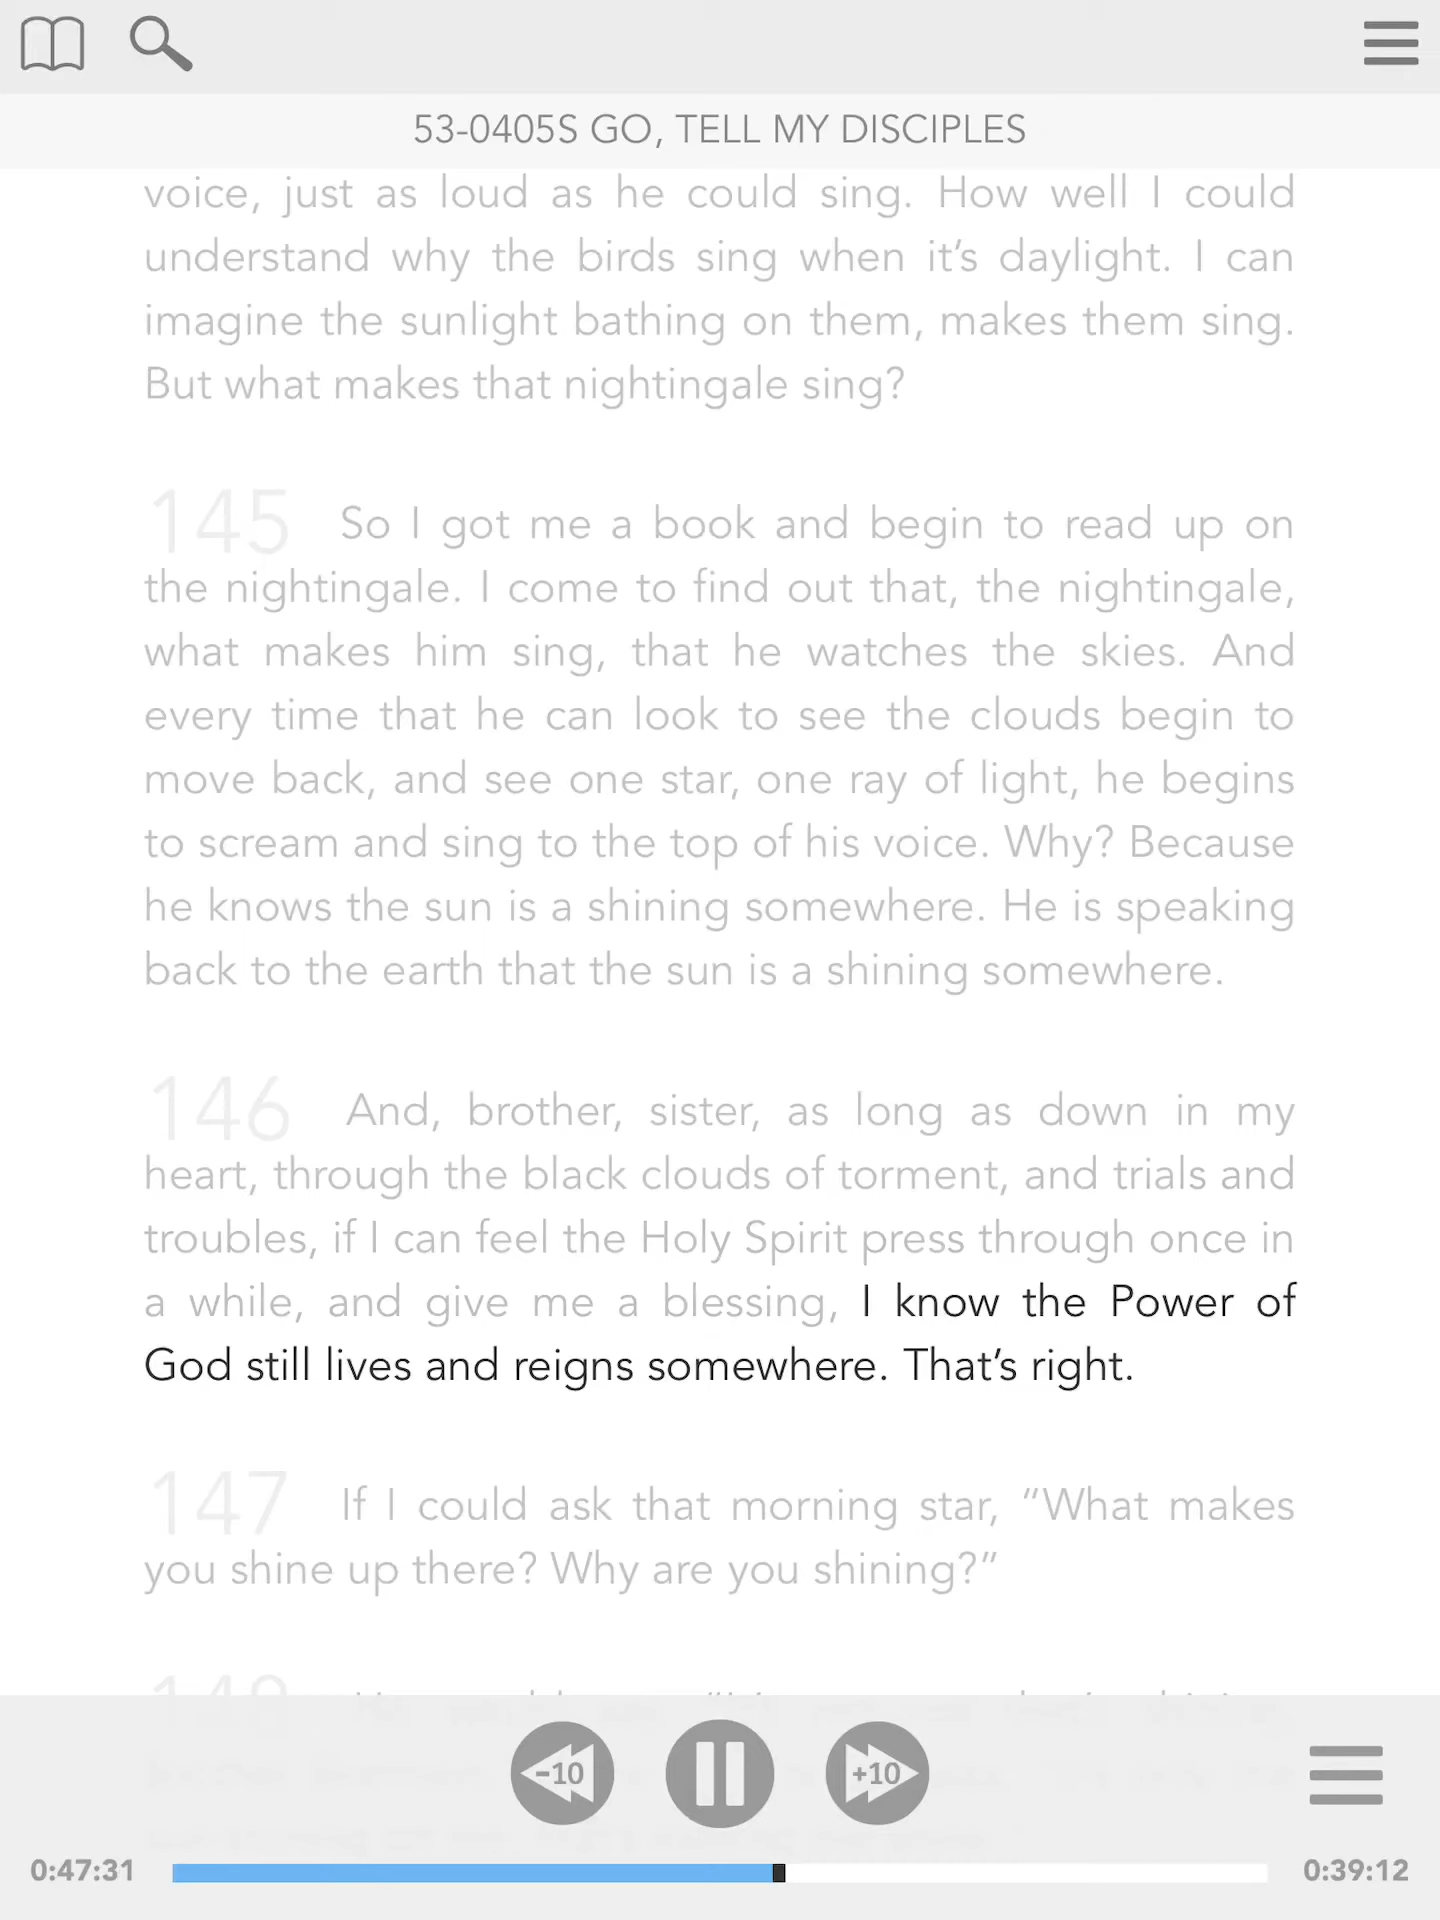 53-0405S GO, TELL MY DISCIPLES
voice, just as loud as he could sing. How well I could
understand why the birds sing when it’s daylight. I can
imagine the sunlight bathing on them, makes them sing.
But what makes that nightingale sing?
145 So I got me a book and begin to read up on
the nightingale. I come to find out that, the nightingale,
what makes him sing, that he watches the skies. And
every time that he can look to see the clouds begin to
move back, and see one star, one ray of light, he begins
to scream and sing to the top of his voice. Why? Because
he knows the sun is a shining somewhere. He is speaking
back to the earth that the sun is a shining somewhere.
146 And, brother, sister, as long as down in my
heart, through the black clouds of torment, and trials and
troubles, if I can feel the Holy Spirit press through once in
a while, and give me a blessing, I know the Power of
God still lives and reigns somewhere. That’s right.
147 If I could ask that morning star, “What makes
you shine up there? Why are you shining?”
148
-10 +10
0:47:31 0:39:12